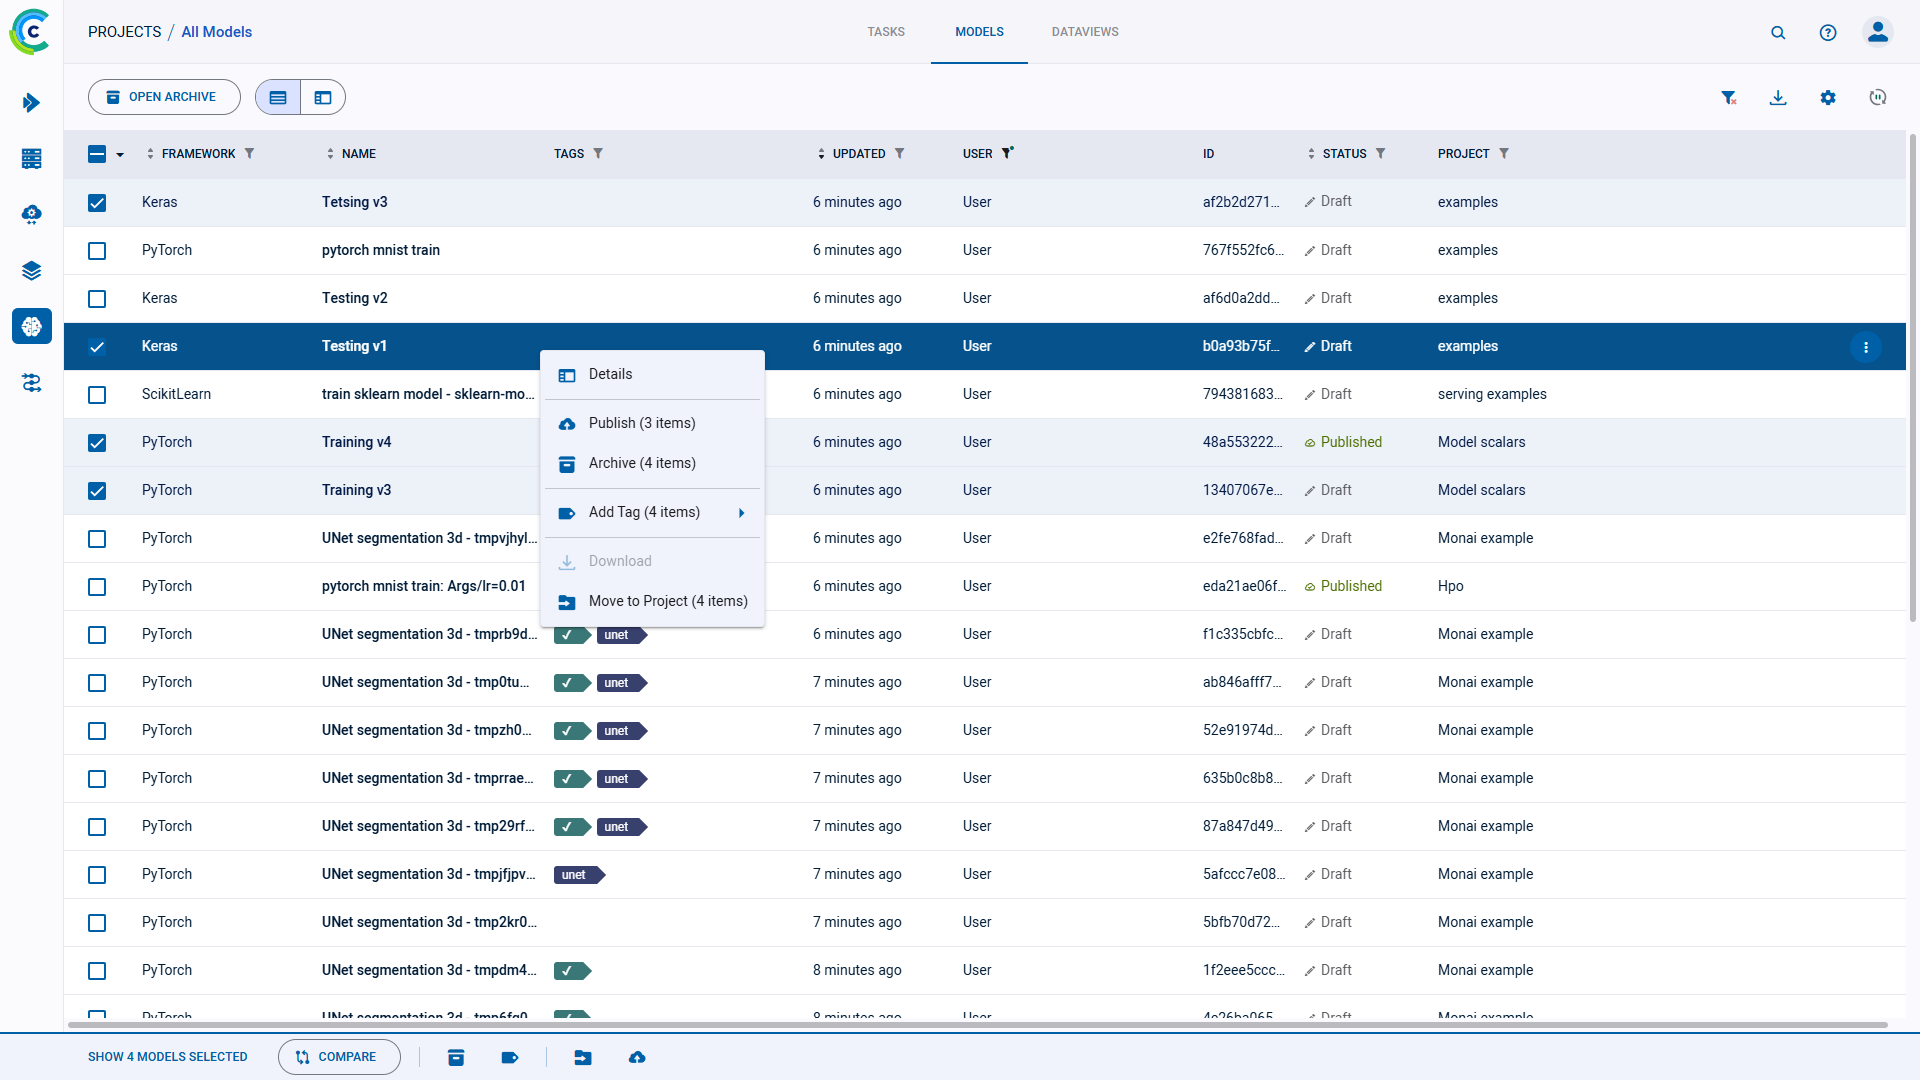 PROJECTS / All Models
TASKS MODELS DATAVIEWS
OPEN ARCHIVE
FRAMEWORK NAME TAGS UPDATED USER ID STATUS PROJECT
Keras Tetsing v3 6 minutes ago User af2b2d271... Draft examples
PyTorch pytorch mnist train 6 minutes ago User 767f552fc6... Draft examples
Keras Testing v2 6 minutes ago User af6d0a2dd... Draft examples
Keras Testing v1 6 minutes ago User b0a93b75f... Draft examples
ScikitLearn train sklearn model - sklearn-mo... 6 minutes ago User 794381683... Draft serving examples
PyTorch Training v4 6 minutes ago User 48a553222... Published Model scalars
PyTorch Training v3 6 minutes ago User 13407067e... Draft Model scalars
PyTorch UNet segmentation 3d - tmpvjhyl... 6 minutes ago User e2fe768fad... Draft Monai example
PyTorch pytorch mnist train: Args/lr=0.01 6 minutes ago User eda21ae06f... Published Hpo
PyTorch UNet segmentation 3d - tmprb9d... ✓ unet 6 minutes ago User f1c335cbfc... Draft Monai example
PyTorch UNet segmentation 3d - tmp0tu... ✓ unet 7 minutes ago User ab846afff7... Draft Monai example
PyTorch UNet segmentation 3d - tmpzh0... ✓ unet 7 minutes ago User 52e91974d... Draft Monai example
PyTorch UNet segmentation 3d - tmprrae... ✓ unet 7 minutes ago User 635b0c8b8... Draft Monai example
PyTorch UNet segmentation 3d - tmp29rf... ✓ unet 7 minutes ago User 87a847d49... Draft Monai example
PyTorch UNet segmentation 3d - tmpjfjpv... unet 7 minutes ago User 5afccc7e08... Draft Monai example
PyTorch UNet segmentation 3d - tmp2kr0... 7 minutes ago User 5bfb70d72... Draft Monai example
PyTorch UNet segmentation 3d - tmpdm4... ✓ 8 minutes ago User 1f2eee5ccc... Draft Monai example
PyTorch UNet segmentation 3d 8 minutes ago User Draft Monai example
Details
Publish (3 items)
Archive (4 items)
Add Tag (4 items)
Download
Move to Project (4 items)
SHOW 4 MODELS SELECTED COMPARE